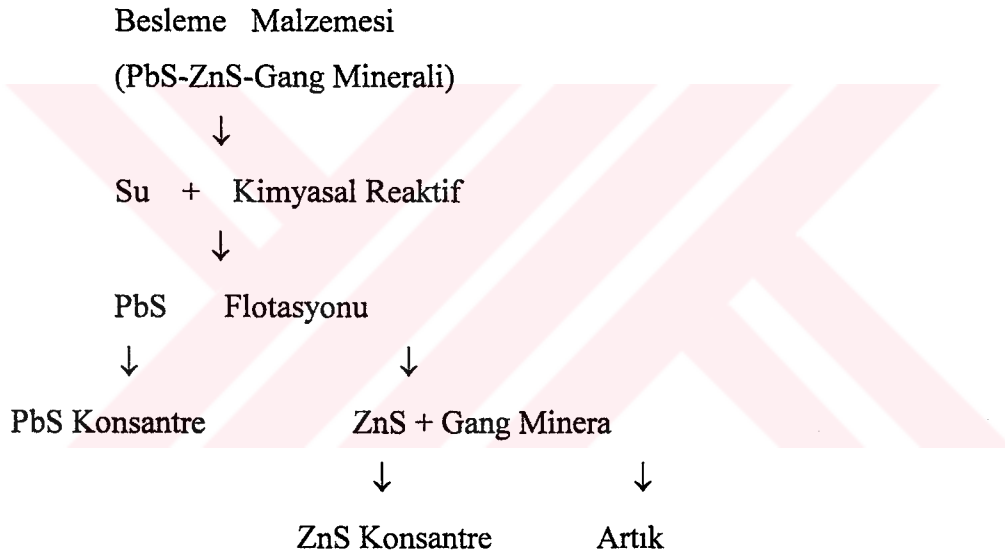 Besleme Malzemesi
(PbS-ZnS-Gang Minerali)
↓
Su + Kimyasal Reaktif
↓
PbS Flotasyonu
↓ ↓
PbS Konsantre ZnS + Gang Minera
↓ ↓
ZnS Konsantre Artık